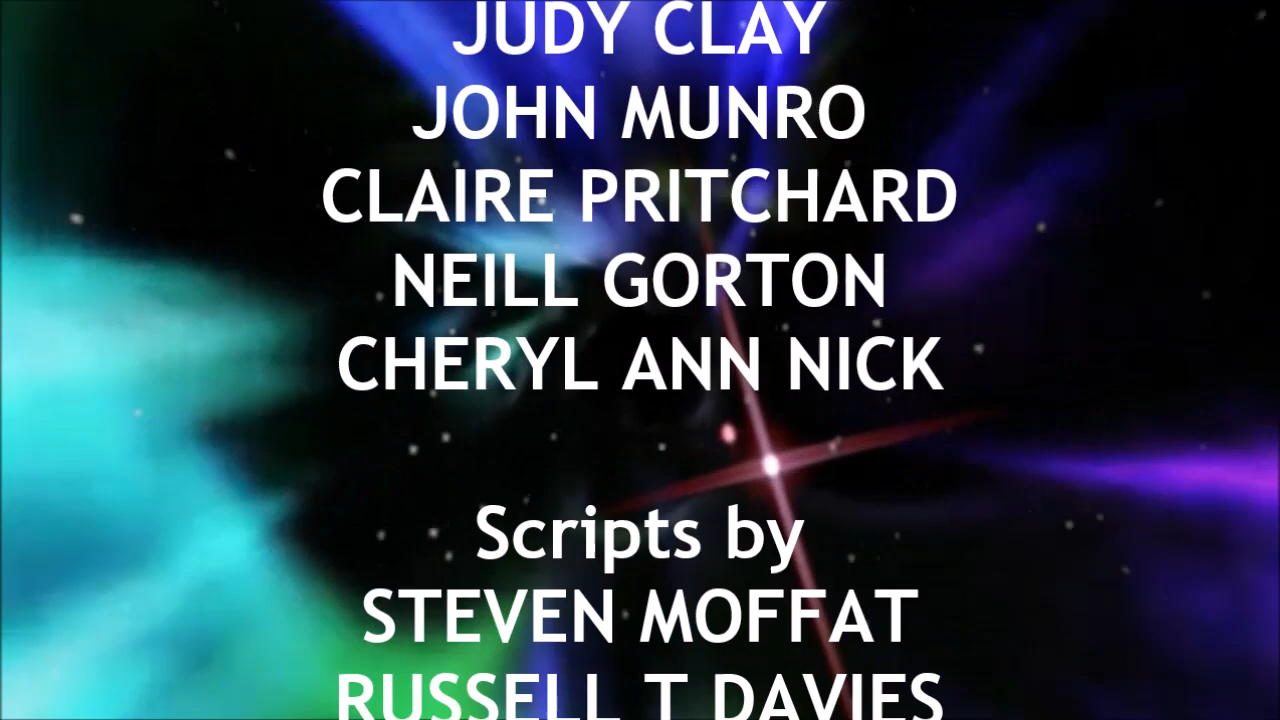 JUDY CLAY
JOHN MUNRO
CLAIRE PRITCHARD
NEILL GORTON
CHERYL ANN NICK
Scripts by
STEVEN MOFFAT
RUSSELL T DAVIES